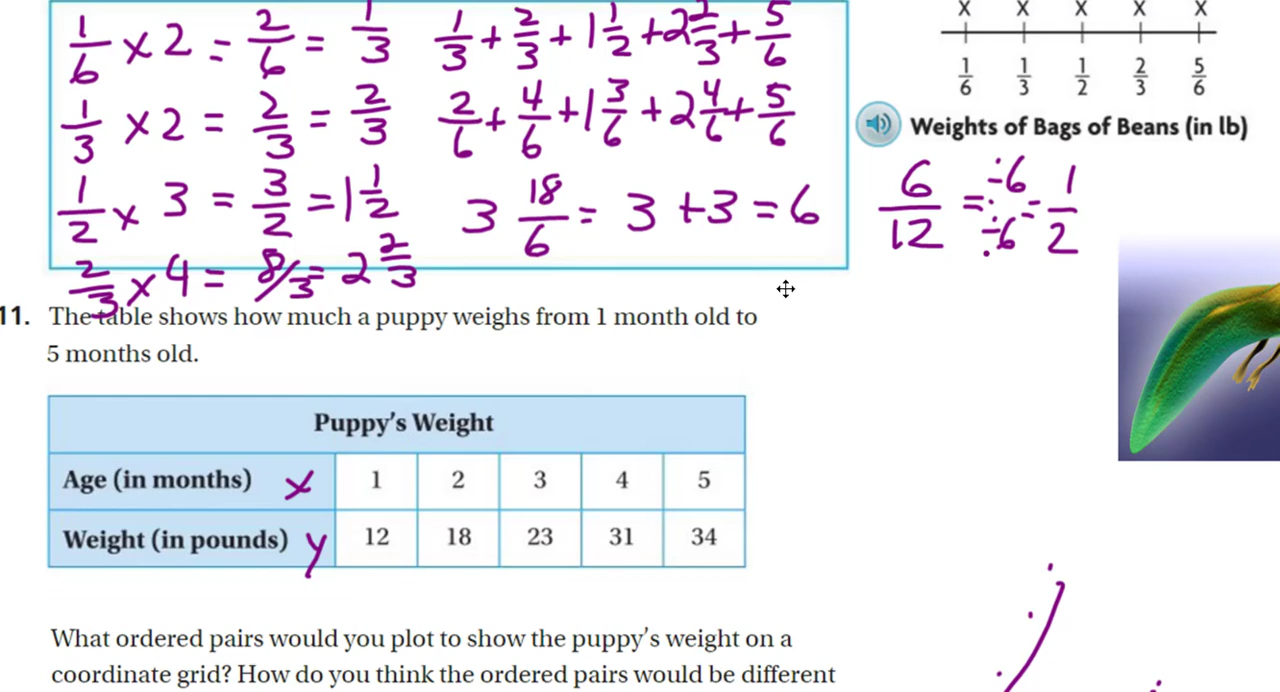 1/6 × 2 = 2/6 = 1/3
1/3 + 2/3 + 1 1/2 + 2 2/3 + 5/6
1/3 × 2 = 2/3 = 2/3
2/6 + 4/6 + 1 3/6 + 2 4/6 + 5/6
1/2 × 3 = 3/2 = 1 1/2
3 18/6 = 3 + 3 = 6
2/3 × 4 = 8/3 = 2 2/3
X X X X X
1/6 1/3 1/2 2/3 5/6
Weights of Bags of Beans (in lb)
6/12 = ÷6 ÷6 = 1/2
11. The table shows how much a puppy weighs from 1 month old to
5 months old.
Puppy's Weight
Age (in months) x 1 2 3 4 5
Weight (in pounds) y 12 18 23 31 34
What ordered pairs would you plot to show the puppy's weight on a
coordinate grid? How do you think the ordered pairs would be different